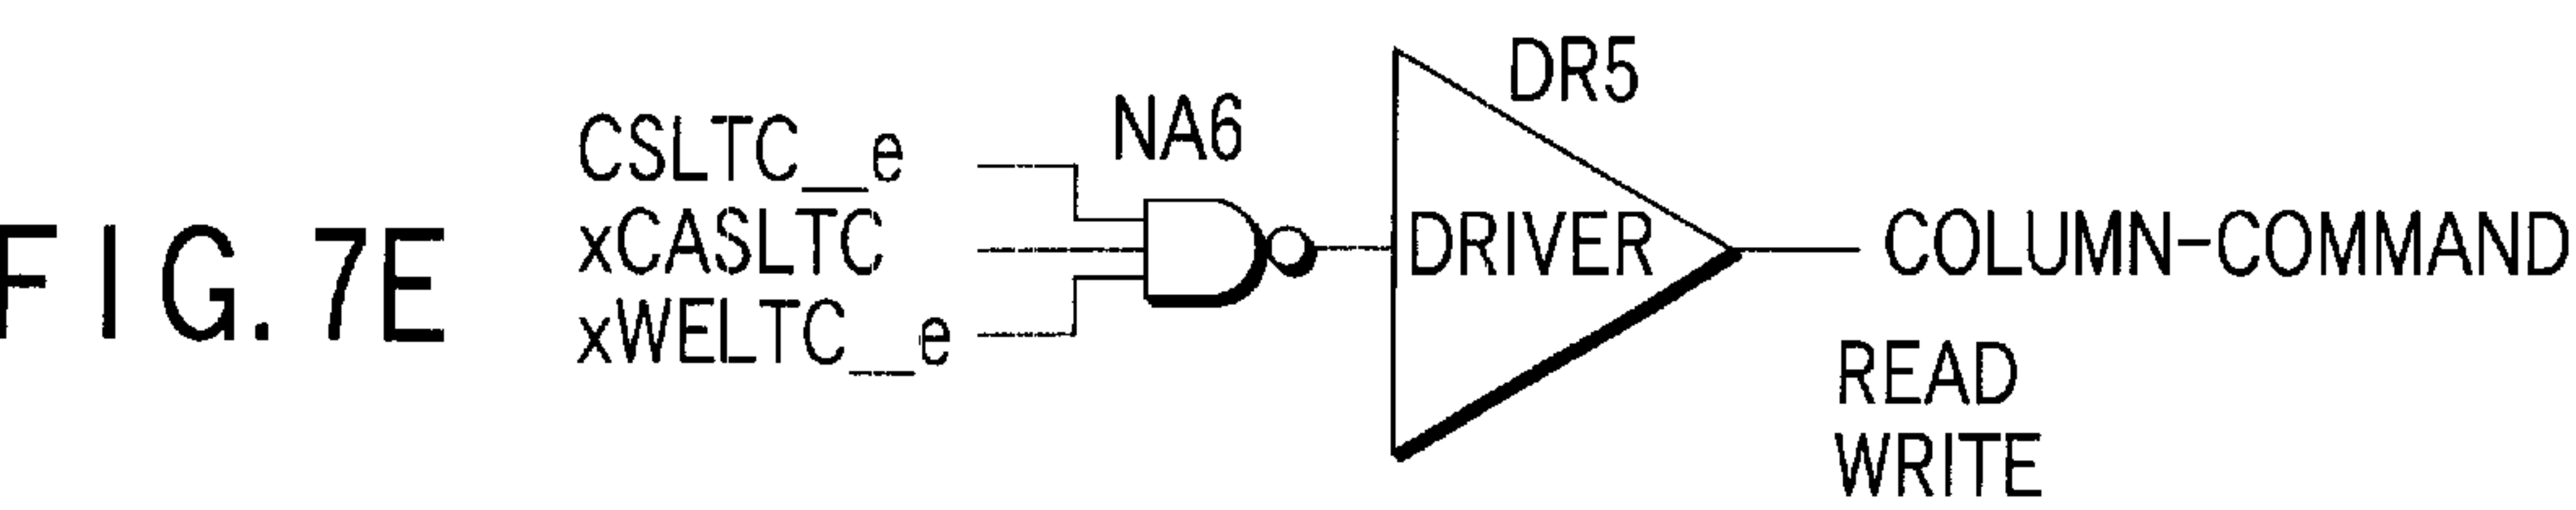 FIG. 7E
CSLTC__e
xCASLTC
xWELTC__e
NA6
DR5
DRIVER
COLUMN-COMMAND
READ
WRITE